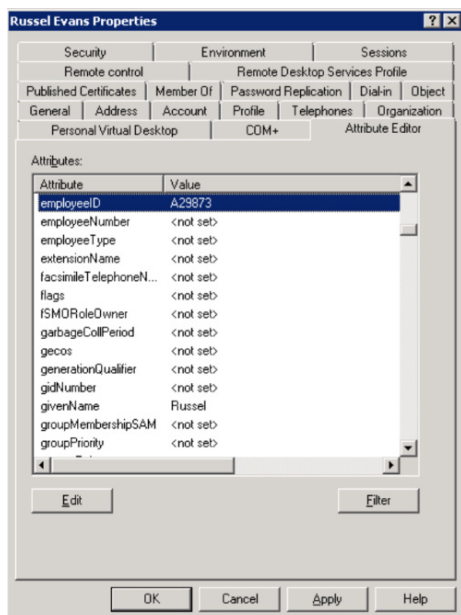 Russel Evans Properties
Security Environment Sessions
Remote control Remote Desktop Services Profile
Published Certificates Member Of Password Replication Dial-in Object
General Address Account Profile Telephones Organization
Personal Virtual Desktop COM+ Attribute Editor
Attributes:
Attribute Value
employeeID A29873
employeeNumber <not set>
employeeType <not set>
extensionName <not set>
facsimileTelephoneN... <not set>
flags <not set>
fSMORoleOwner <not set>
garbageCollPeriod <not set>
gecos <not set>
generationQualifier <not set>
gidNumber <not set>
givenName Russel
groupMembershipSAM <not set>
groupPriority <not set>
Edit Filter
OK Cancel Apply Help